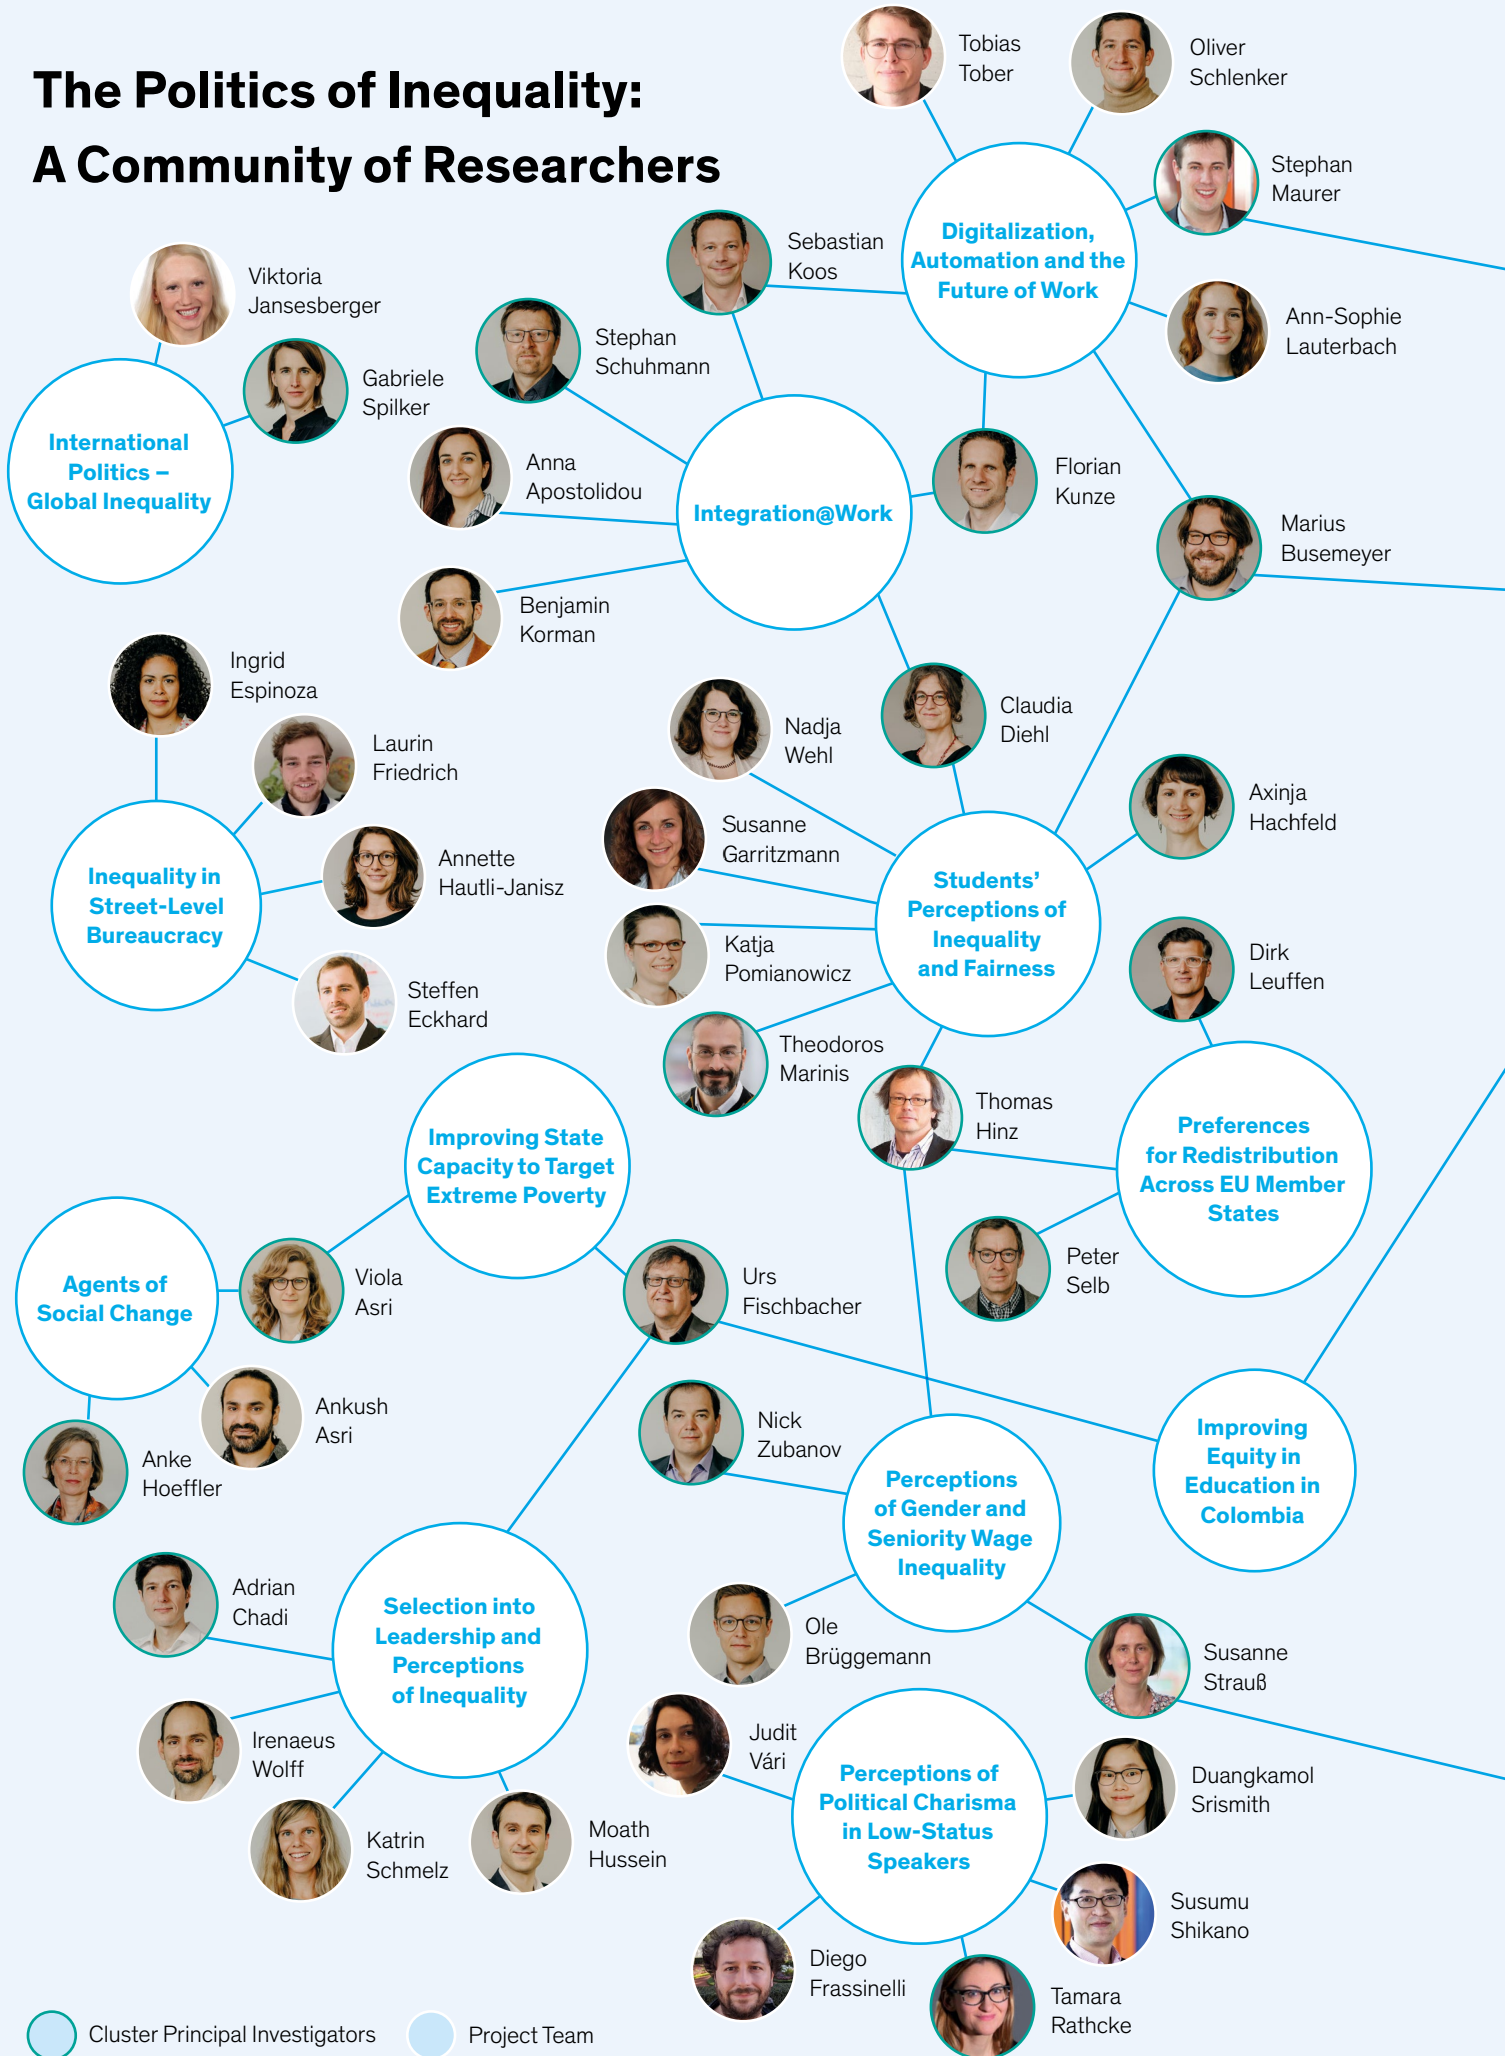 The Politics of Inequality:
A Community of Researchers
Tobias
Tober
Oliver
Schlenker
Stephan
Maurer
Digitalization,
Automation and the
Future of Work
Sebastian
Koos
Viktoria
Jansesberger
Ann-Sophie
Lauterbach
Stephan
Schuhmann
Gabriele
Spilker
International
Politics –
Global Inequality
Anna
Apostolidou
Integration@Work
Florian
Kunze
Marius
Busemeyer
Benjamin
Korman
Ingrid
Espinoza
Laurin
Friedrich
Nadja
Wehl
Claudia
Diehl
Axinja
Hachfeld
Susanne
Garritzmann
Annette
Hautli-Janisz
Inequality in
Street-Level
Bureaucracy
Students’
Perceptions of
Inequality
and Fairness
Katja
Pomianowicz
Dirk
Leuffen
Steffen
Eckhard
Theodoros
Marinis
Thomas
Hinz
Improving State
Capacity to Target
Extreme Poverty
Preferences
for Redistribution
Across EU Member
States
Agents of
Social Change
Viola
Asri
Urs
Fischbacher
Peter
Selb
Ankush
Asri
Anke
Hoeffler
Nick
Zubanov
Improving
Equity in
Education in
Colombia
Perceptions
of Gender and
Seniority Wage
Inequality
Adrian
Chadi
Selection into
Leadership and
Perceptions
of Inequality
Ole
Brüggemann
Susanne
Strauß
Irenaeus
Wolff
Judit
Vári
Perceptions of
Political Charisma
in Low-Status
Speakers
Duangkamol
Srismith
Katrin
Schmelz
Moath
Hussein
Susumu
Shikano
Diego
Frassinelli
Tamara
Rathcke
Cluster Principal Investigators
Project Team